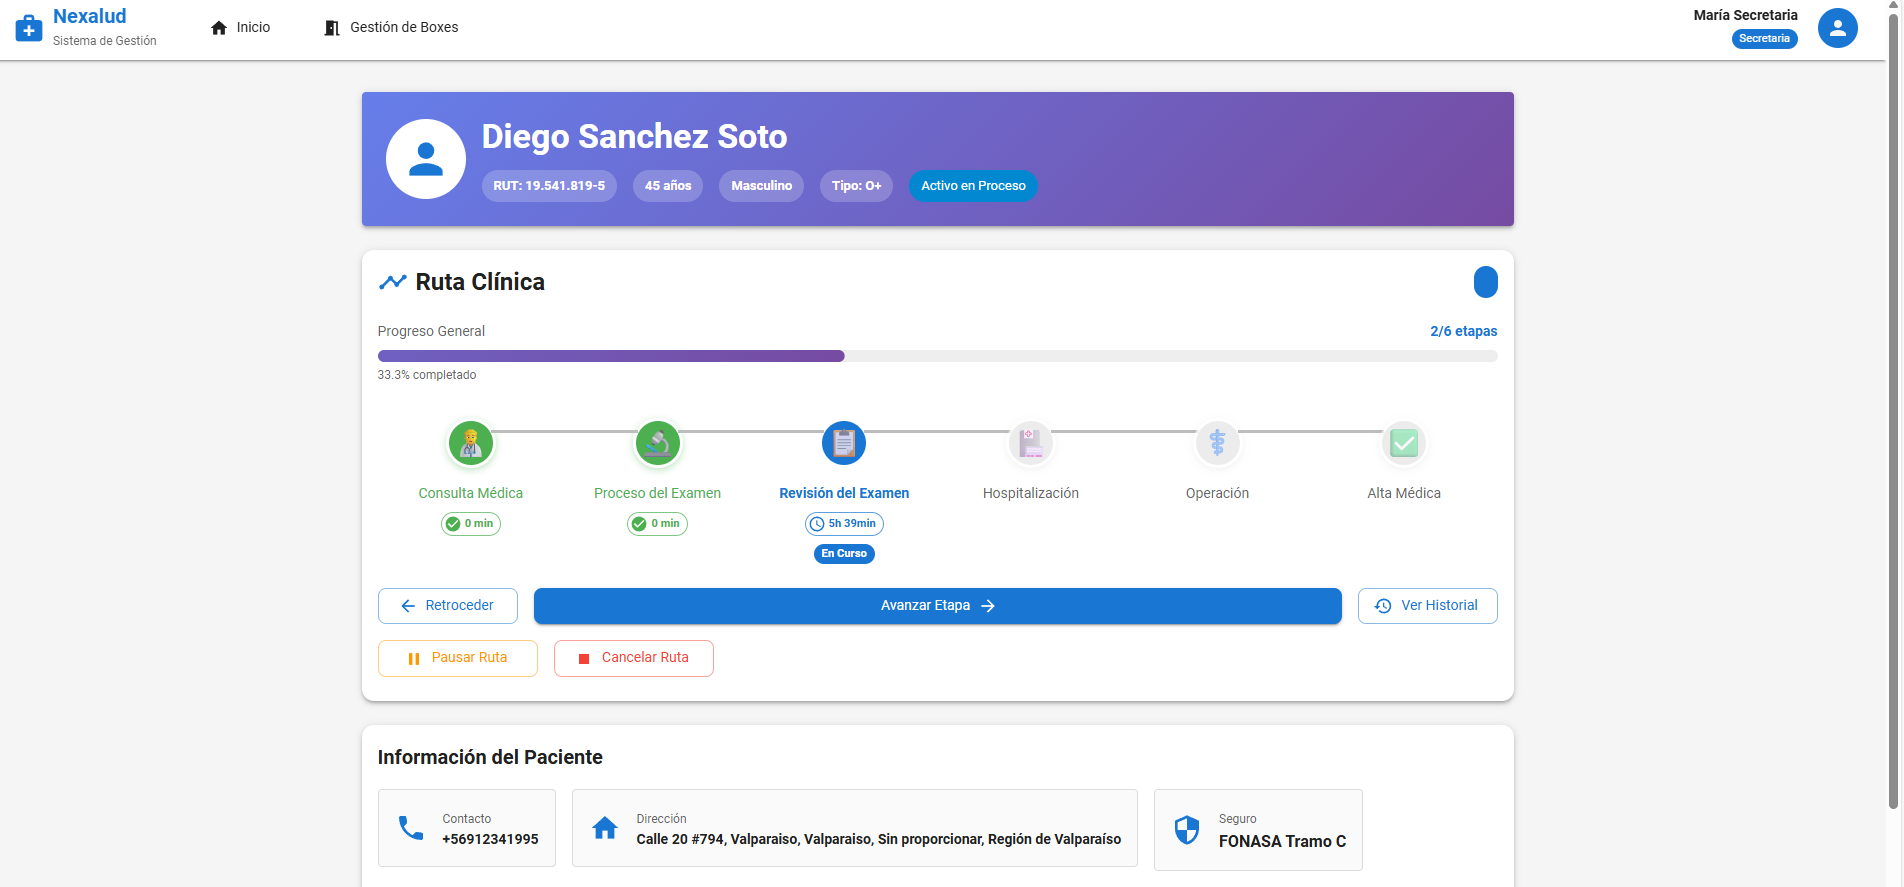 Nexalud
Sistema de Gestión
Inicio
Gestión de Boxes
María Secretaria
Secretaria
Diego Sanchez Soto
RUT: 19.541.819-5
45 años
Masculino
Tipo: O+
Activo en Proceso
Ruta Clínica
Progreso General
2/6 etapas
33.3% completado
Consulta Médica
Proceso del Examen
Revisión del Examen
Hospitalización
Operación
Alta Médica
0 min
0 min
5h 39min
En Curso
Retroceder
Avanzar Etapa
Ver Historial
Pausar Ruta
Cancelar Ruta
Información del Paciente
Contacto
+56912341995
Dirección
Calle 20 #794, Valparaiso, Valparaiso, Sin proporcionar, Región de Valparaíso
Seguro
FONASA Tramo C